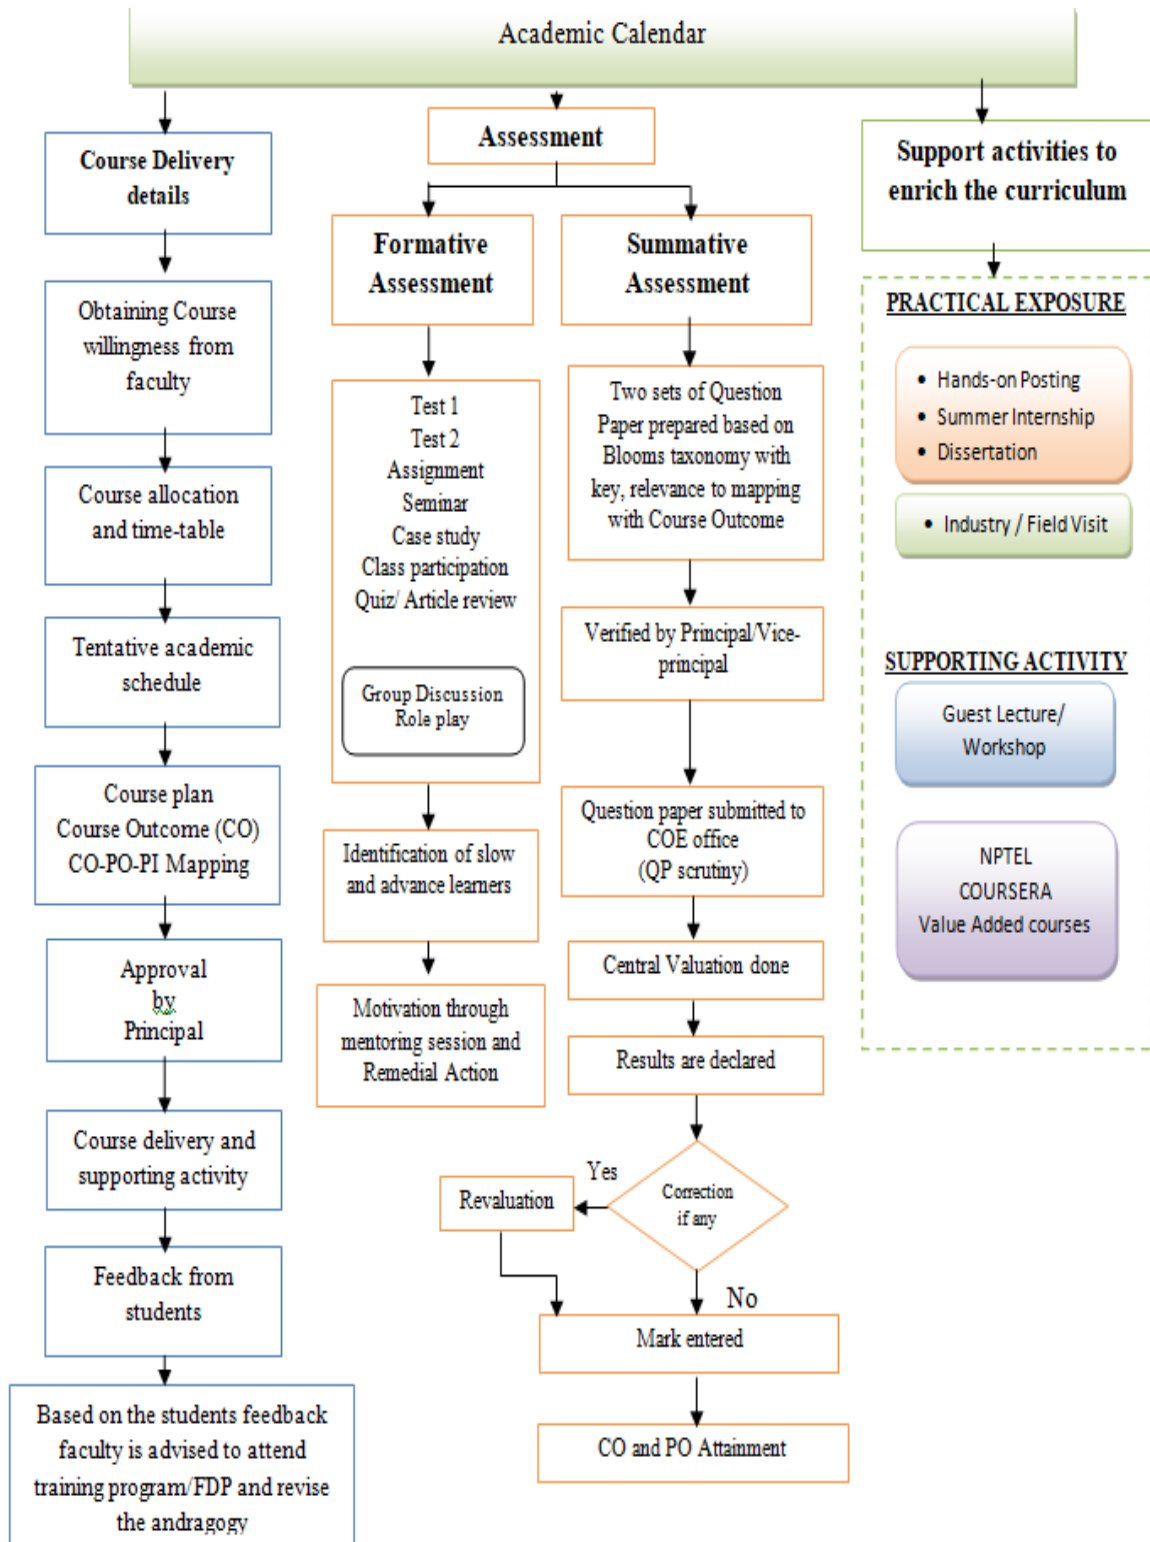 Academic Calendar
Course Delivery
details
Obtaining Course
willingness from
faculty
Course allocation
and time-table
Tentative academic
schedule
Course plan
Course Outcome (CO)
CO-PO-PI Mapping
Approval
by
Principal
Course delivery and
supporting activity
Feedback from
students
Based on the students feedback
faculty is advised to attend
training program/FDP and revise
the andragogy
Assessment
Formative
Assessment
Test 1
Test 2
Assignment
Seminar
Case study
Class participation
Quiz/ Article review
Group Discussion
Role play
Identification of slow
and advance learners
Motivation through
mentoring session and
Remedial Action
Summative
Assessment
Two sets of Question
Paper prepared based on
Blooms taxonomy with
key, relevance to mapping
with Course Outcome
Verified by Principal/Vice-
principal
Question paper submitted to
COE office
(QP scrutiny)
Central Valuation done
Results are declared
Correction
if any
Yes
Revaluation
No
Mark entered
CO and PO Attainment
Support activities to
enrich the curriculum
PRACTICAL EXPOSURE
• Hands-on Posting
• Summer Internship
• Dissertation
• Industry / Field Visit
SUPPORTING ACTIVITY
Guest Lecture/
Workshop
NPTEL
COURSERA
Value Added courses